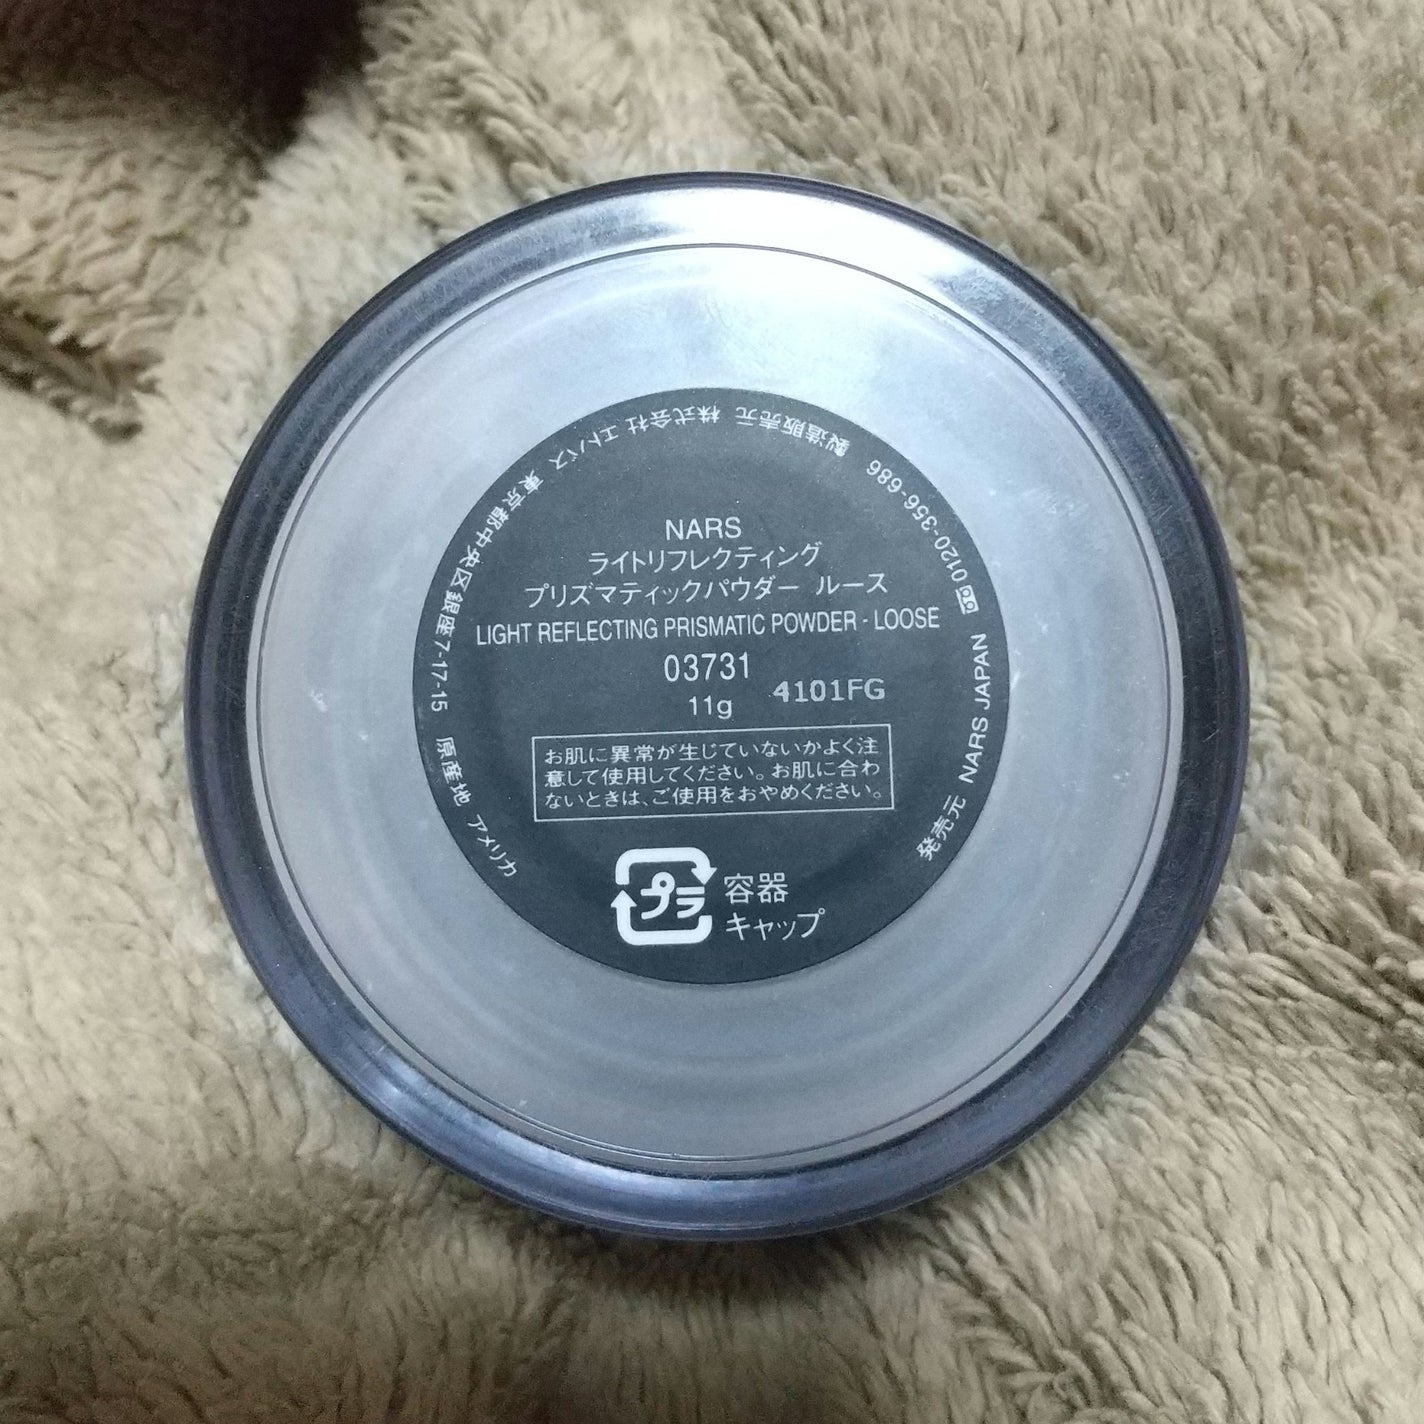 NARS
ライトリフレクティング
プリズマティックパウダー ルース
LIGHT REFLECTING PRISMATIC POWDER - LOOSE
03731
11g
4101FG
お肌に異常が生じていないかよく注
意して使用してください。お肌に合わ
ないときは、ご使用をおやめください。
プラ
容器
キャップ
発売元 NARS JAPAN 0120-356-686
製造販売元 株式会社 エトバス 東京都中央区銀座7-17-15 原産地 アメリカ